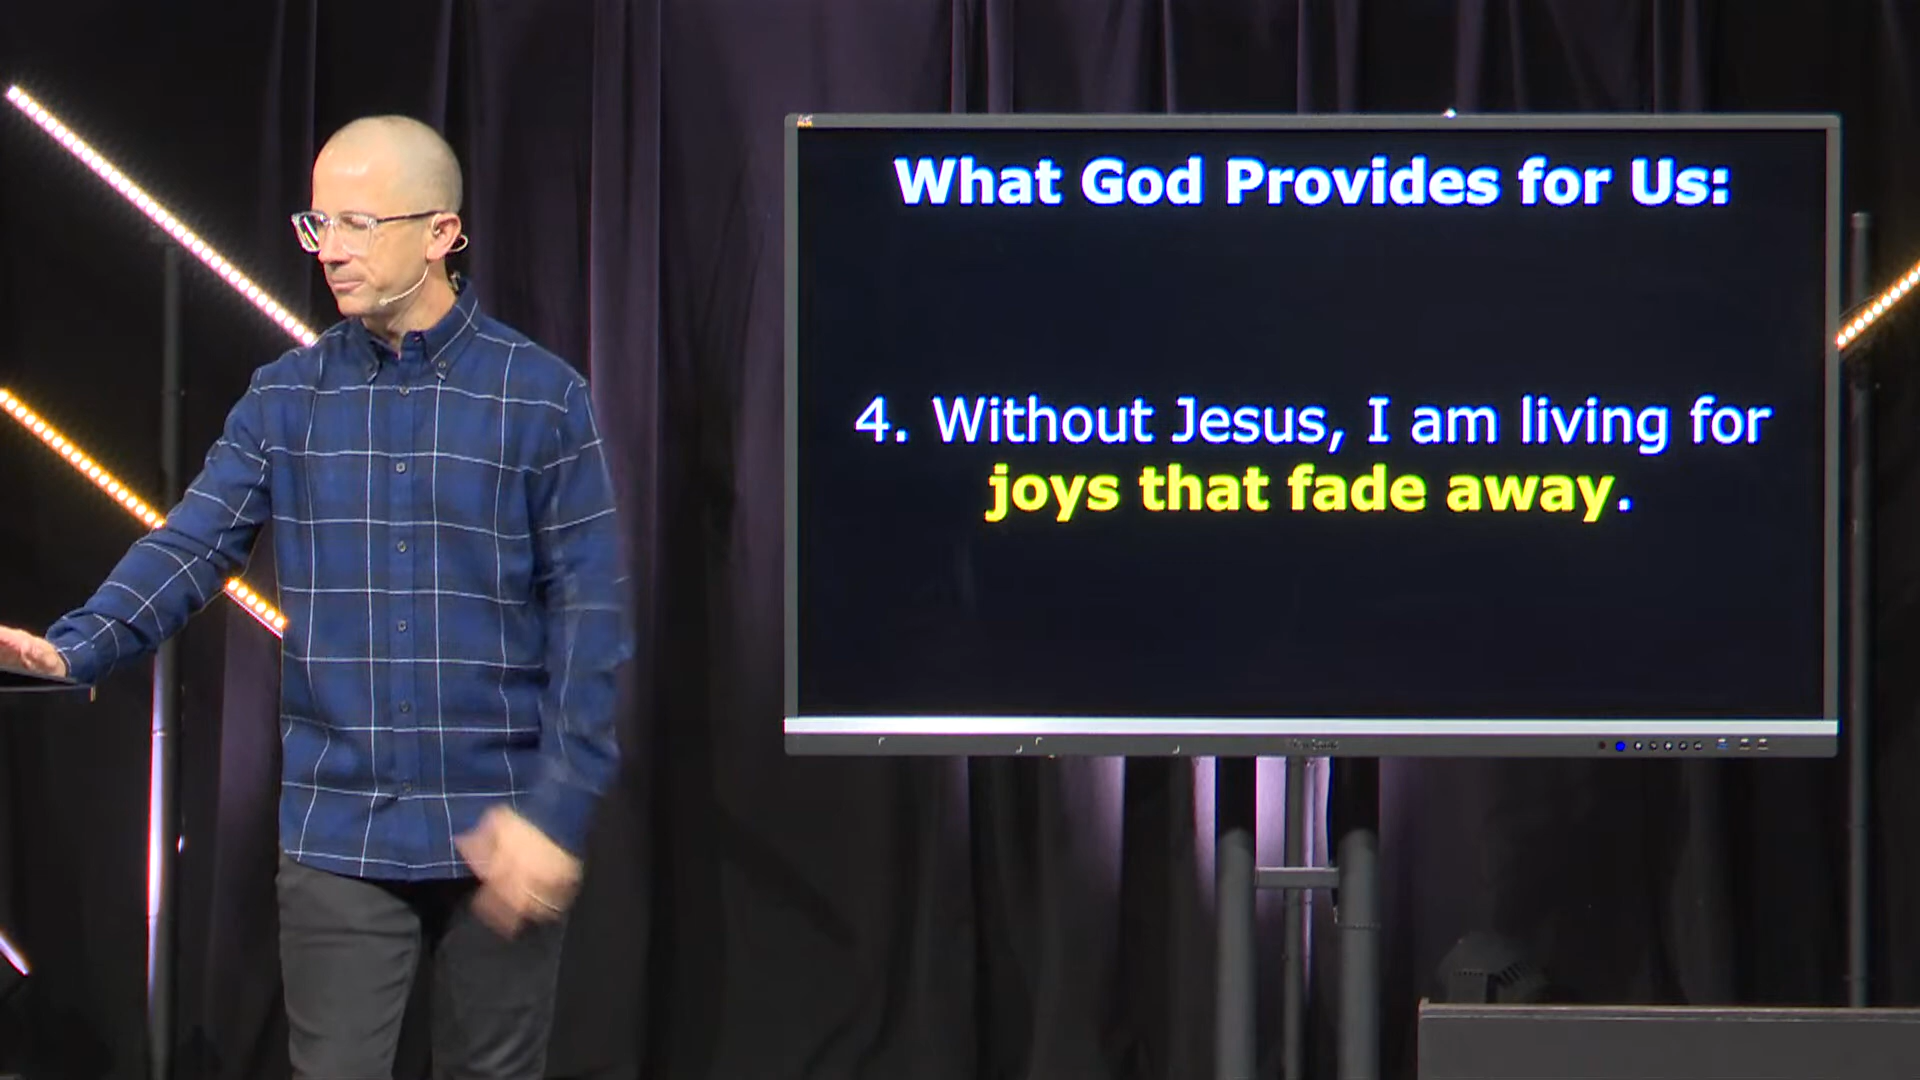 What God Provides for Us:
4. Without Jesus, I am living for
joys that fade away.